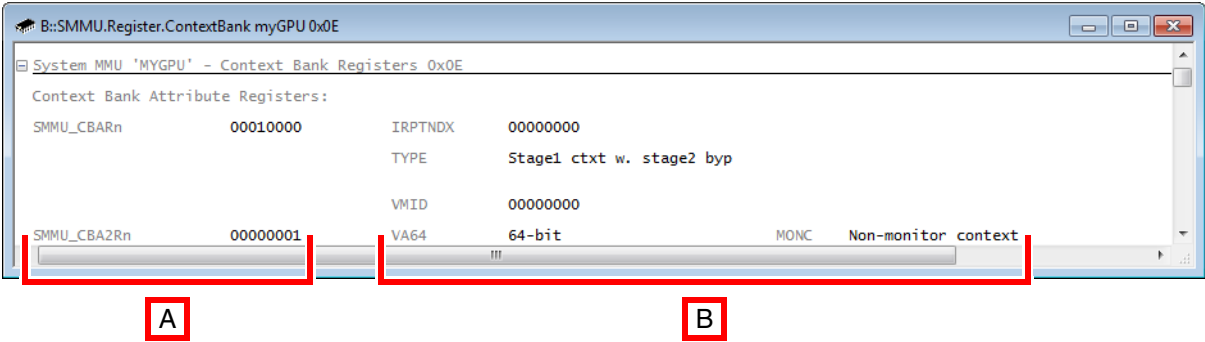 B::SMMU.Register.ContextBank myGPU 0x0E
System MMU 'MYGPU' - Context Bank Registers 0x0E
Context Bank Attribute Registers:
SMMU_CBARn 00010000 IRPTNDX 00000000
TYPE Stage1 ctxt w. stage2 byp
VMID 00000000
SMMU_CBA2Rn 00000001 VA64 64-bit MONC Non-monitor context
A B